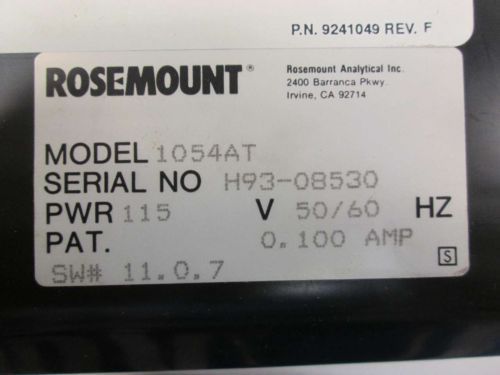 P.N. 9241049 REV. F
ROSEMOUNT®
Rosemount Analytical Inc.
2400 Barranca Pkwy.
Irvine, CA 92714
MODEL 1054AT
SERIAL NO H93-08530
PWR 115 V 50/60 HZ
PAT. 0.100 AMP
S
SW# 11.0.7